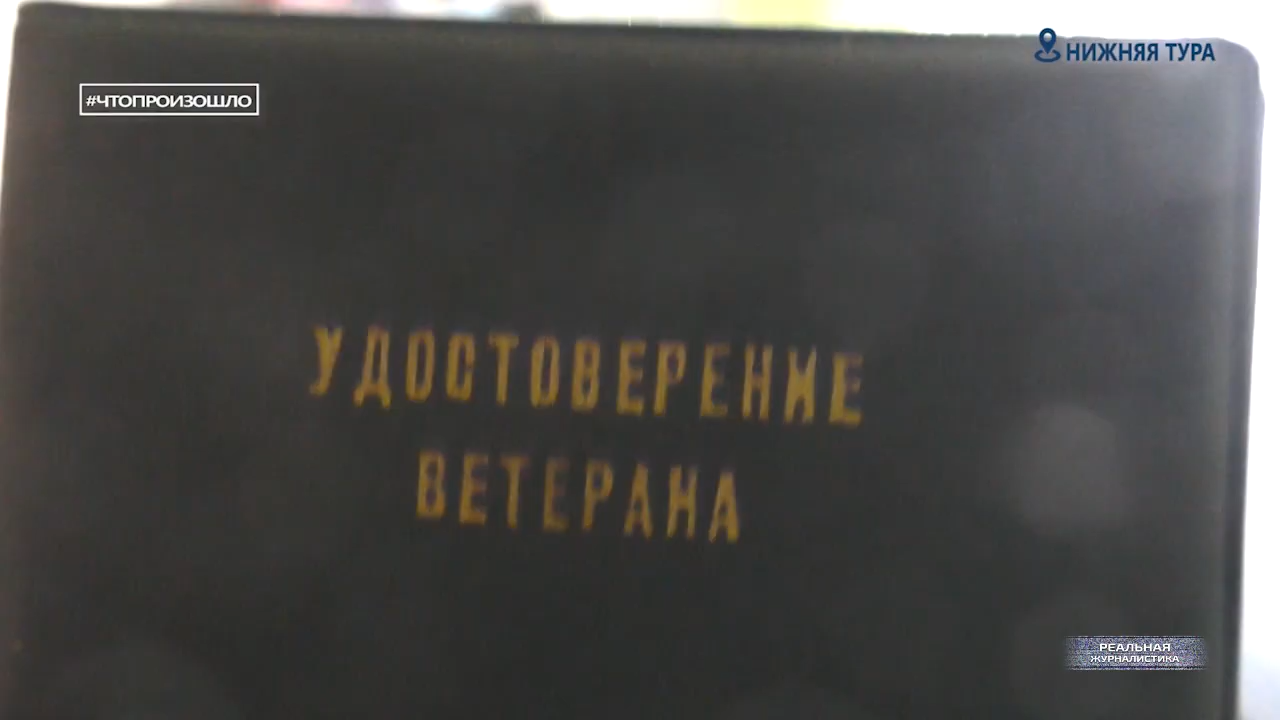 НИЖНЯЯ ТУРА
#ЧТОПРОИЗОШЛО
УДОСТОВЕРЕНИЕ
ВЕТЕРАНА
РЕАЛЬНАЯ
ЖУРНАЛИСТИКА